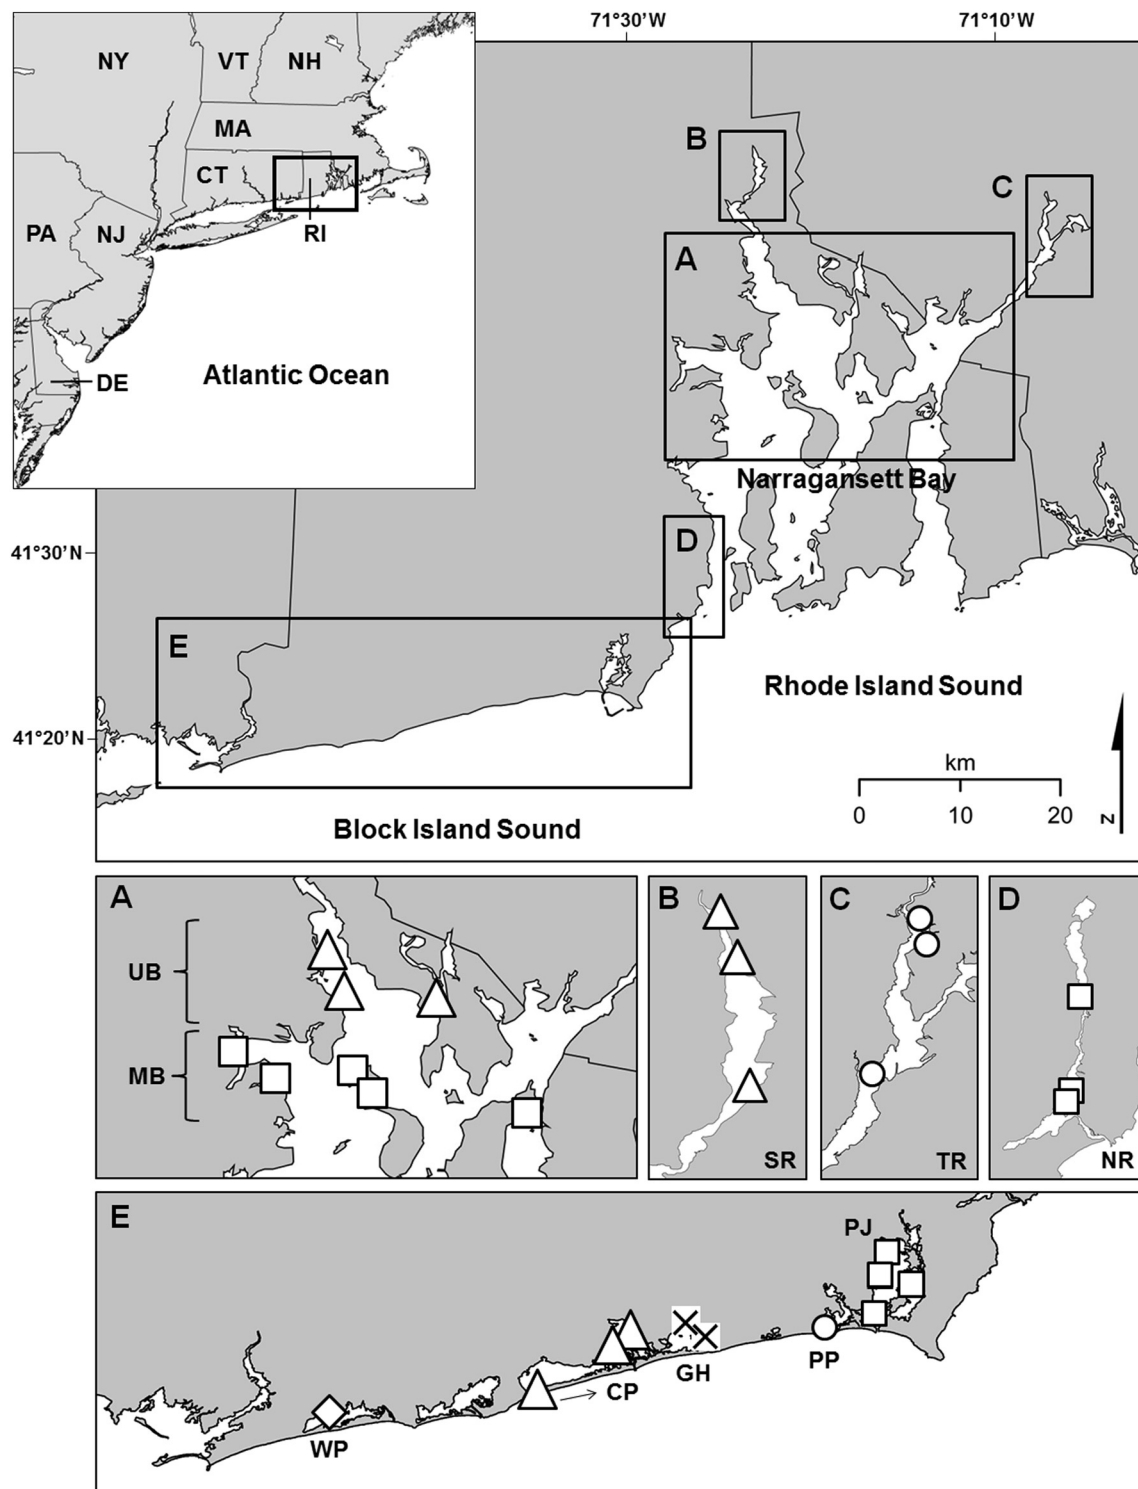 71°30'W
71°10'W
NY
VT
NH
MA
CT
RI
PA
NJ
DE
Atlantic Ocean
B
C
A
Narragansett Bay
41°30'N
D
E
Rhode Island Sound
41°20'N
km
0 10 20
N
Block Island Sound
A
UB
MB
B
SR
C
TR
D
NR
E
PJ
PP
GH
CP
WP